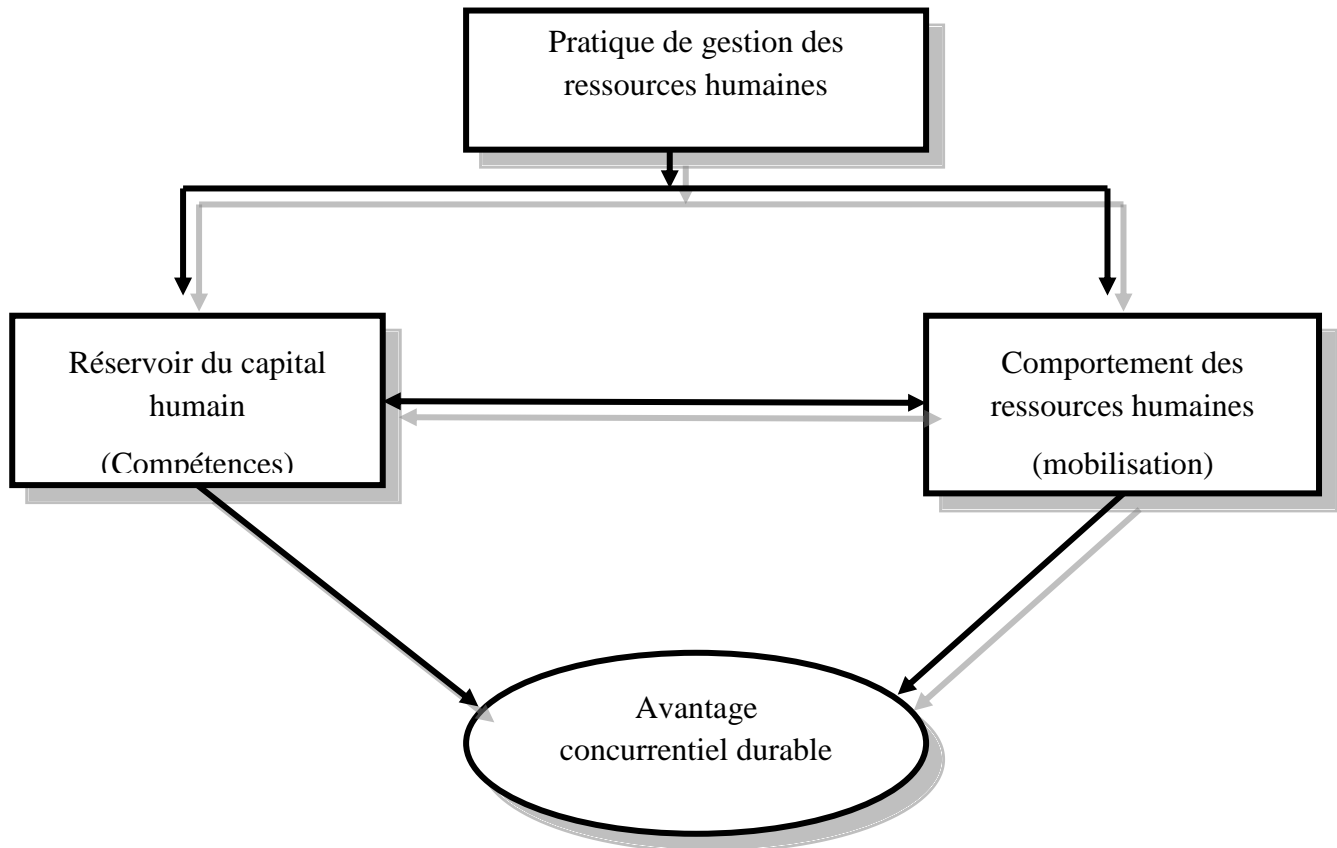 Pratique de gestion des
ressources humaines
Réservoir du capital
humain
(Compétences)
Comportement des
ressources humaines
(mobilisation)
Avantage
concurrentiel durable